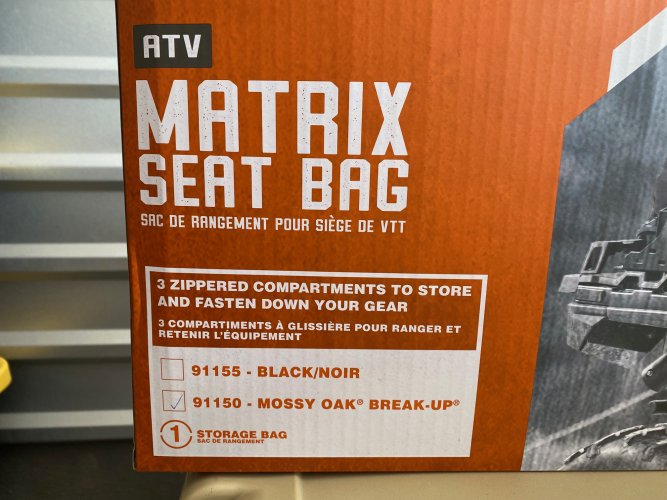 ATV
MATRIX
SEAT BAG
SAC DE RANGEMENT POUR SIÈGE DE VTT
3 ZIPPERED COMPARTMENTS TO STORE
AND FASTEN DOWN YOUR GEAR
3 COMPARTIMENTS À GLISSIÈRE POUR RANGER ET
RETENIR L'ÉQUIPEMENT
91155 - BLACK/NOIR
91150 - MOSSY OAK® BREAK-UP®
1 STORAGE BAG
SAC DE RANGEMENT